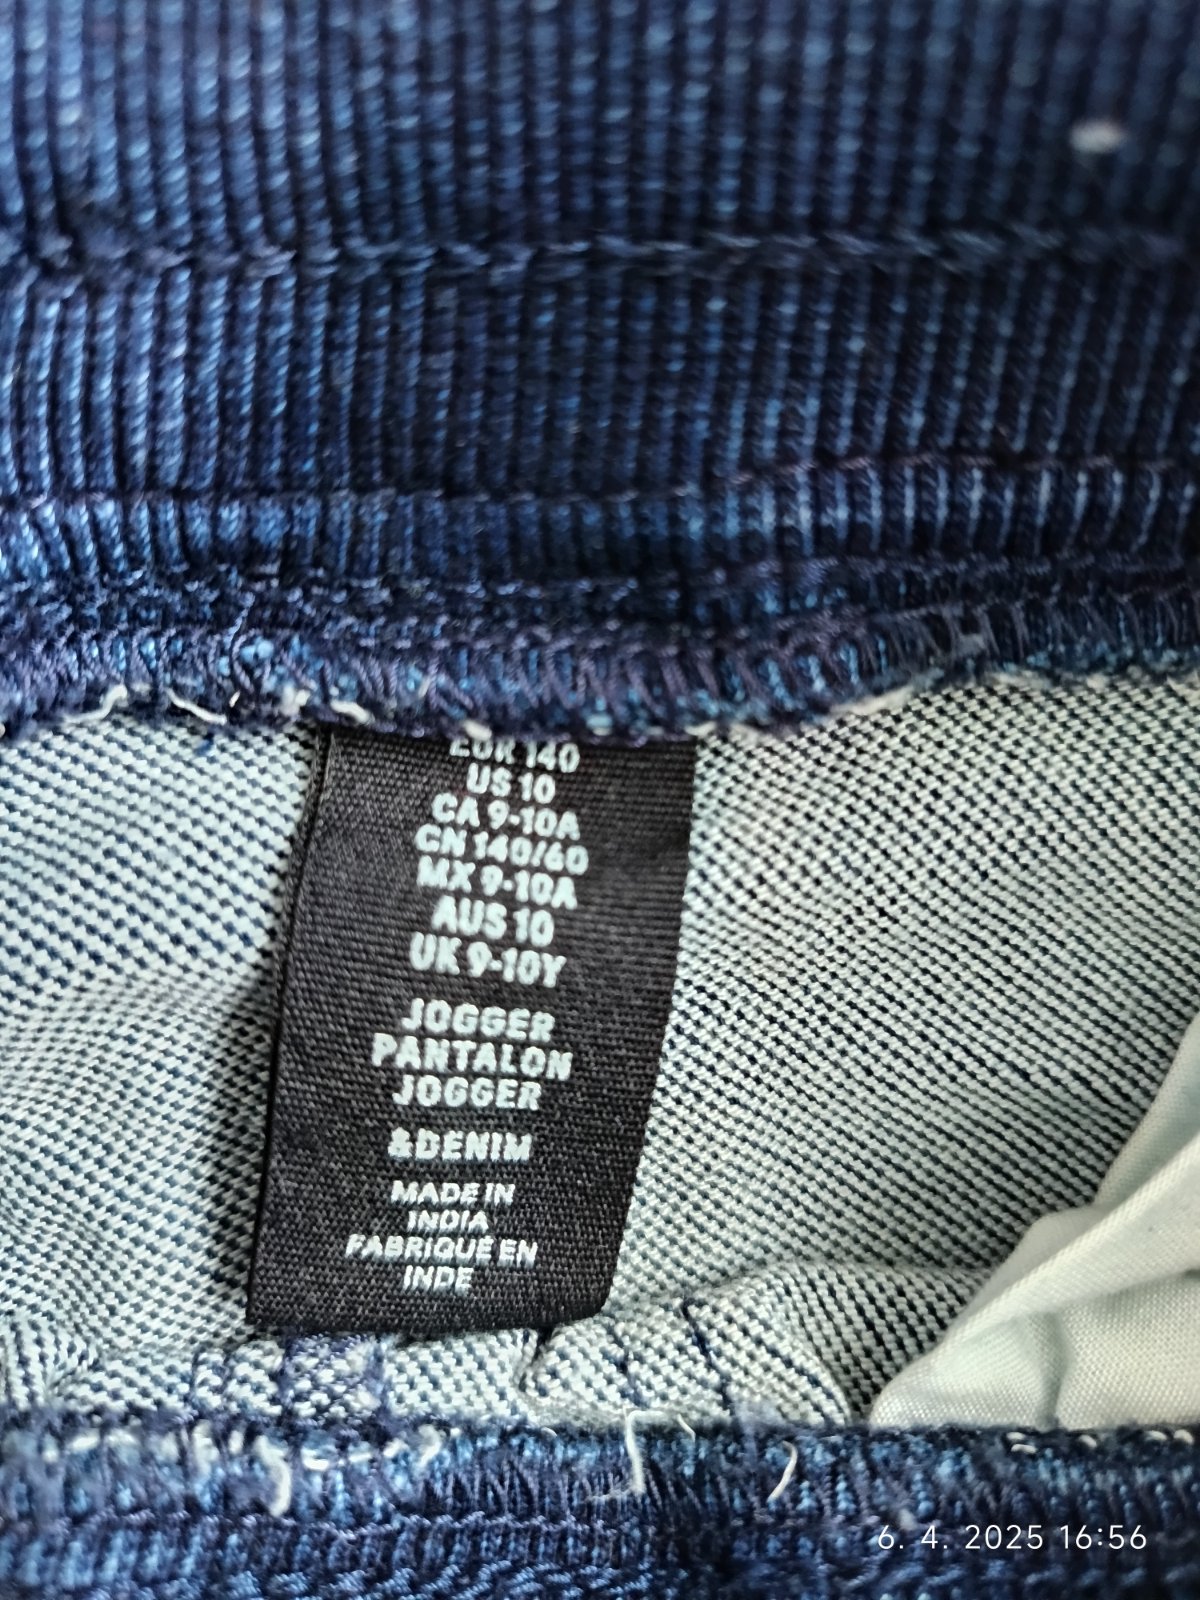 EUR 140
US 10
CA 9-10A
CN 140/60
MX 9-10A
AUS 10
UK 9-10Y
JOGGER
PANTALON
JOGGER
&DENIM
MADE IN
INDIA
FABRIQUÉ EN
INDE
6. 4. 2025 16:56